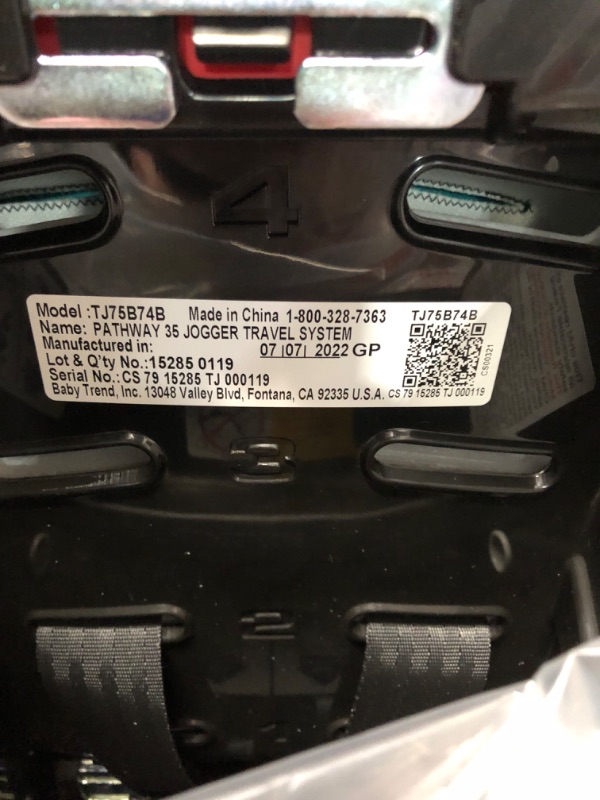 4
Model :TJ75B74B Made in China 1-800-328-7363 TJ75B74B
Name: PATHWAY 35 JOGGER TRAVEL SYSTEM
Manufactured in: 07 |07| 2022 GP
Lot & Q'ty No.:15285 0119
Serial No.:CS 79 15285 TJ 000119
Baby Trend, Inc. 13048 Valley Blvd, Fontana, CA 92335 U.S.A. CS 79 15285 TJ 000119
CS00321
3
2
1